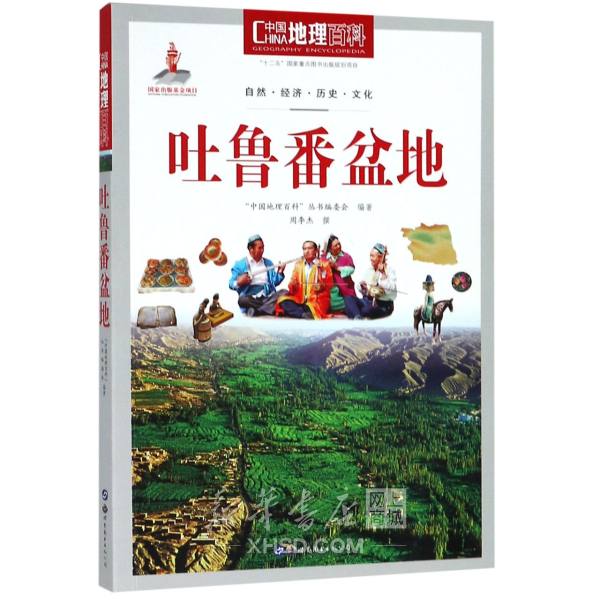 中国
CHINA
地理百科
GEOGRAPHY ENCYCLOPEDIA
"十二五"国家重点图书出版规划项目
国家出版基金项目
自然·经济·历史·文化
吐鲁番盆地
"中国地理百科"丛书编委会 编著
周李杰 撰
中国
CHINA
地理百科
吐鲁番盆地
新华书店
网上
商城
XHSD.COM